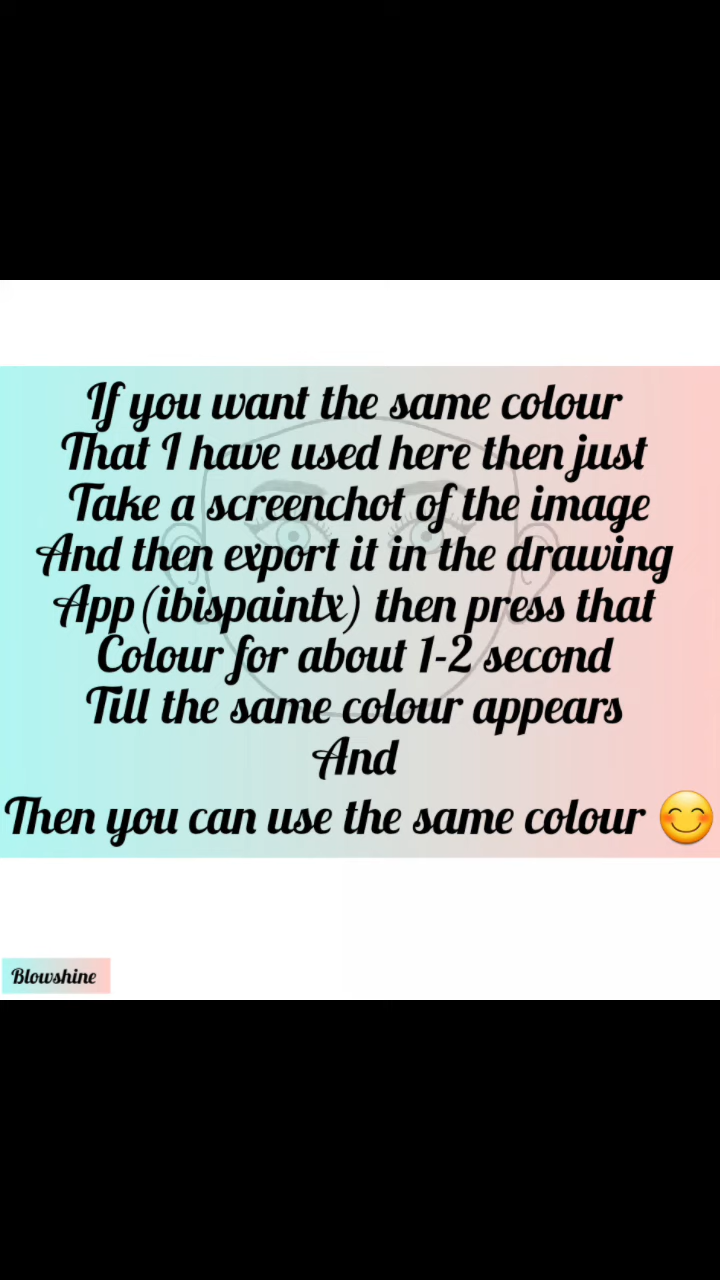 If you want the same colour
That I have used here then just
Take a screenchot of the image
And then export it in the drawing
App (ibispaintx) then press that
Colour for about 1-2 second
Till the same colour appears
And
Then you can use the same colour 😊
Blowshine